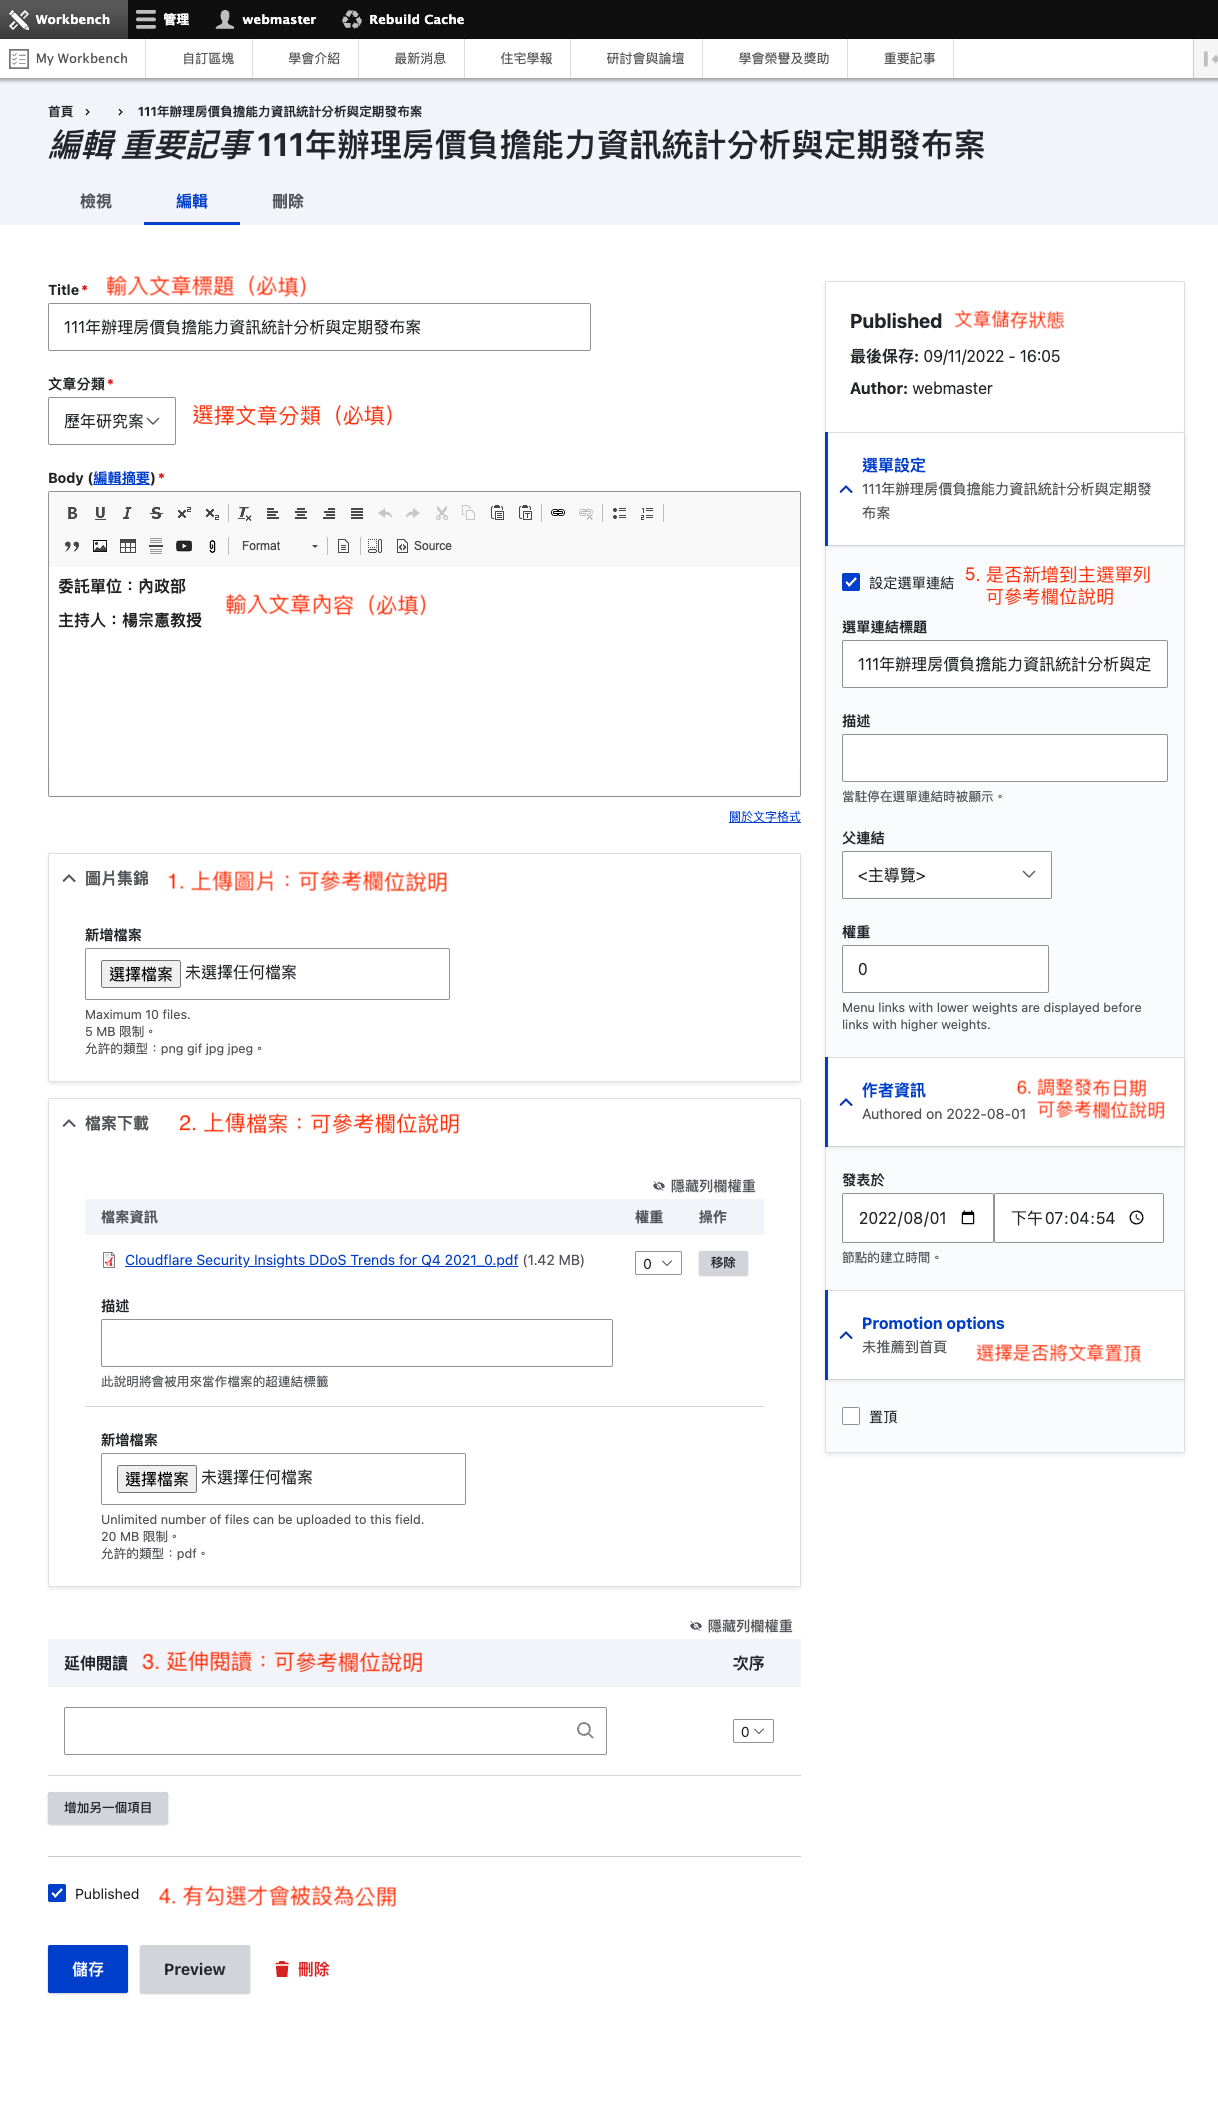 Workbench 管理 webmaster Rebuild Cache
My Workbench 自訂區塊 學會介紹 最新消息 住宅學報 研討會與論壇 學會榮譽及獎助 重要記事
首頁 › › 111年辦理房價負擔能力資訊統計分析與定期發布案
編輯 重要記事 111年辦理房價負擔能力資訊統計分析與定期發布案
檢視 編輯 刪除
Title* 輸入文章標題（必填）
111年辦理房價負擔能力資訊統計分析與定期發布案
文章分類*
歷年研究案 選擇文章分類（必填）
Body (編輯摘要)*
Format Source
委託單位：內政部
主持人：楊宗憲教授
輸入文章內容（必填）
關於文字格式
圖片集錦 1. 上傳圖片：可參考欄位說明
新增檔案
選擇檔案 未選擇任何檔案
Maximum 10 files.
5 MB 限制。
允許的類型：png gif jpg jpeg。
檔案下載 2. 上傳檔案：可參考欄位說明
隱藏列欄權重
檔案資訊 權重 操作
Cloudflare Security Insights DDoS Trends for Q4 2021_0.pdf (1.42 MB) 0 移除
描述
此說明將會被用來當作檔案的超連結標籤
新增檔案
選擇檔案 未選擇任何檔案
Unlimited number of files can be uploaded to this field.
20 MB 限制。
允許的類型：pdf。
隱藏列欄權重
延伸閱讀 3. 延伸閱讀：可參考欄位說明 次序
0
增加另一個項目
Published 4. 有勾選才會被設為公開
儲存 Preview 刪除
Published 文章儲存狀態
最後保存: 09/11/2022 - 16:05
Author: webmaster
選單設定
111年辦理房價負擔能力資訊統計分析與定期發
布案
設定選單連結 5. 是否新增到主選單列
可參考欄位說明
選單連結標題
111年辦理房價負擔能力資訊統計分析與定
描述
當駐停在選單連結時被顯示。
父連結
<主導覽>
權重
0
Menu links with lower weights are displayed before
links with higher weights.
作者資訊 6. 調整發布日期
Authored on 2022-08-01 可參考欄位說明
發表於
2022/08/01 下午07:04:54
節點的建立時間。
Promotion options
未推薦到首頁 選擇是否將文章置頂
置頂